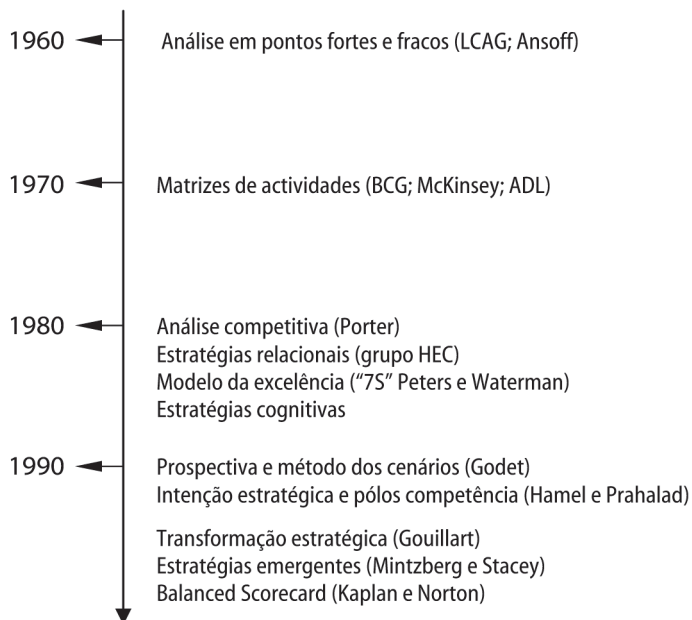 1960 Análise em pontos fortes e fracos (LCAG; Ansoff)
1970 Matrizes de actividades (BCG; McKinsey; ADL)
1980 Análise competitiva (Porter)
Estratégias relacionais (grupo HEC)
Modelo da excelência (“7S” Peters e Waterman)
Estratégias cognitivas
1990 Prospectiva e método dos cenários (Godet)
Intenção estratégica e pólos competência (Hamel e Prahalad)
Transformação estratégica (Gouillart)
Estratégias emergentes (Mintzberg e Stacey)
Balanced Scorecard (Kaplan e Norton)